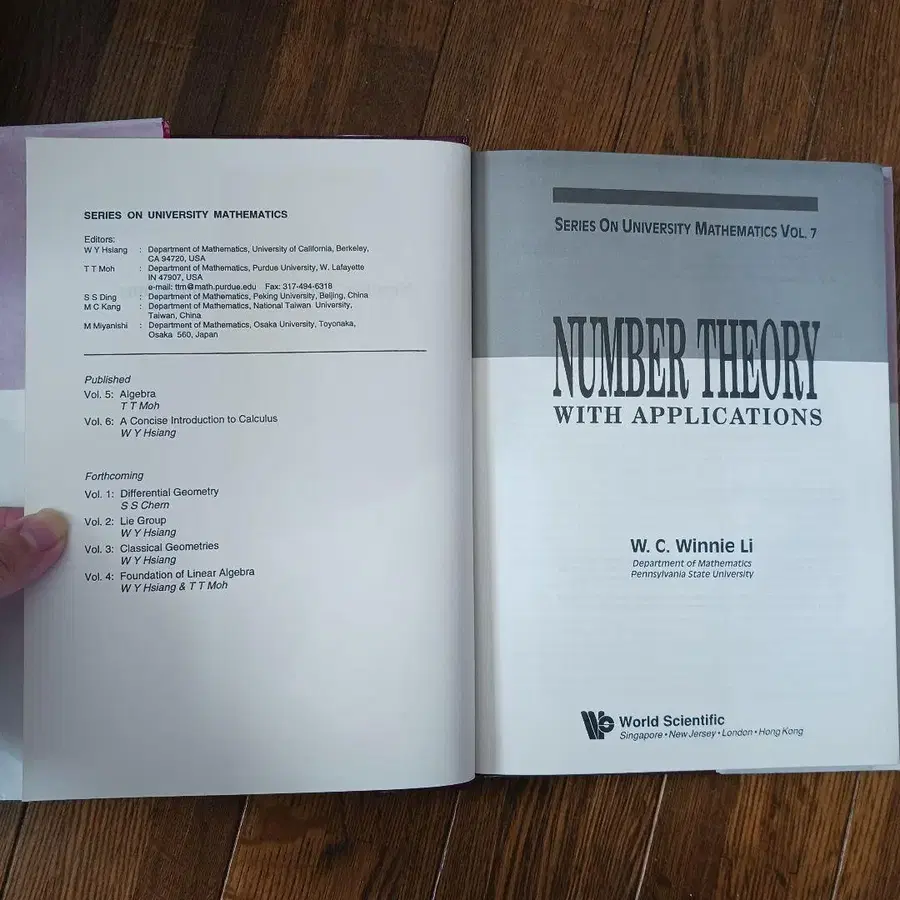 SERIES ON UNIVERSITY MATHEMATICS
Editors:
W Y Hsiang : Department of Mathematics, University of California, Berkeley,
CA 94720, USA
T T Moh : Department of Mathematics, Purdue University, W. Lafayette
IN 47907, USA
e-mail: ttm@math.purdue.edu Fax: 317-494-6318
S S Ding : Department of Mathematics, Peking University, Beijing, China
M C Kang : Department of Mathematics, National Taiwan University,
Taiwan, China
M Miyanishi : Department of Mathematics, Osaka University, Toyonaka,
Osaka 560, Japan
Published
Vol. 5: Algebra
T T Moh
Vol. 6: A Concise Introduction to Calculus
W Y Hsiang
Forthcoming
Vol. 1: Differential Geometry
S S Chern
Vol. 2: Lie Group
W Y Hsiang
Vol. 3: Classical Geometries
W Y Hsiang
Vol. 4: Foundation of Linear Algebra
W Y Hsiang & T T Moh
SERIES ON UNIVERSITY MATHEMATICS VOL. 7
NUMBER THEORY
WITH APPLICATIONS
W. C. Winnie Li
Department of Mathematics
Pennsylvania State University
World Scientific
Singapore • New Jersey • London • Hong Kong